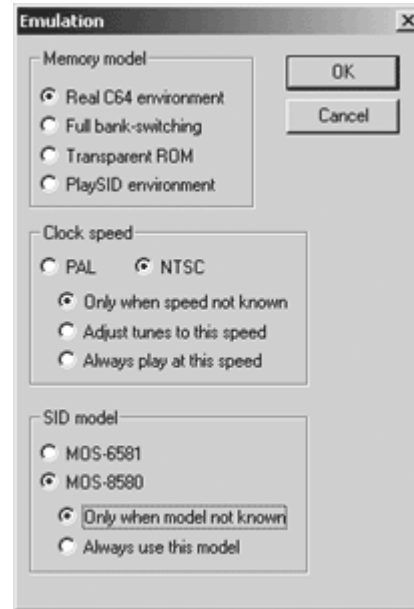 Emulation
Memory model
OK
Real C64 environment
Cancel
Full bank-switching
Transparent ROM
PlaySID environment
Clock speed
PAL NTSC
Only when speed not known
Adjust tunes to this speed
Always play at this speed
SID model
MOS-6581
MOS-8580
Only when model not known
Always use this model